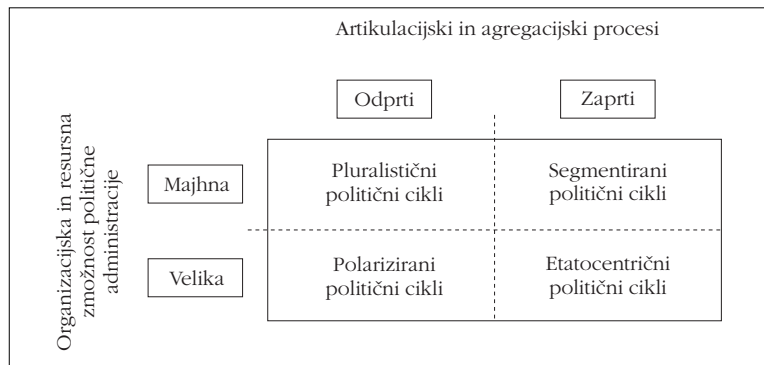 Artikulacijski in agregacijski procesi
Odprti
Zaprti
Organizacijska in resursna
zmožnost politične
administracije
Majhna
Pluralistični
politični cikli
Segmentirani
politični cikli
Velika
Polarizirani
politični cikli
Etatocentrični
politični cikli